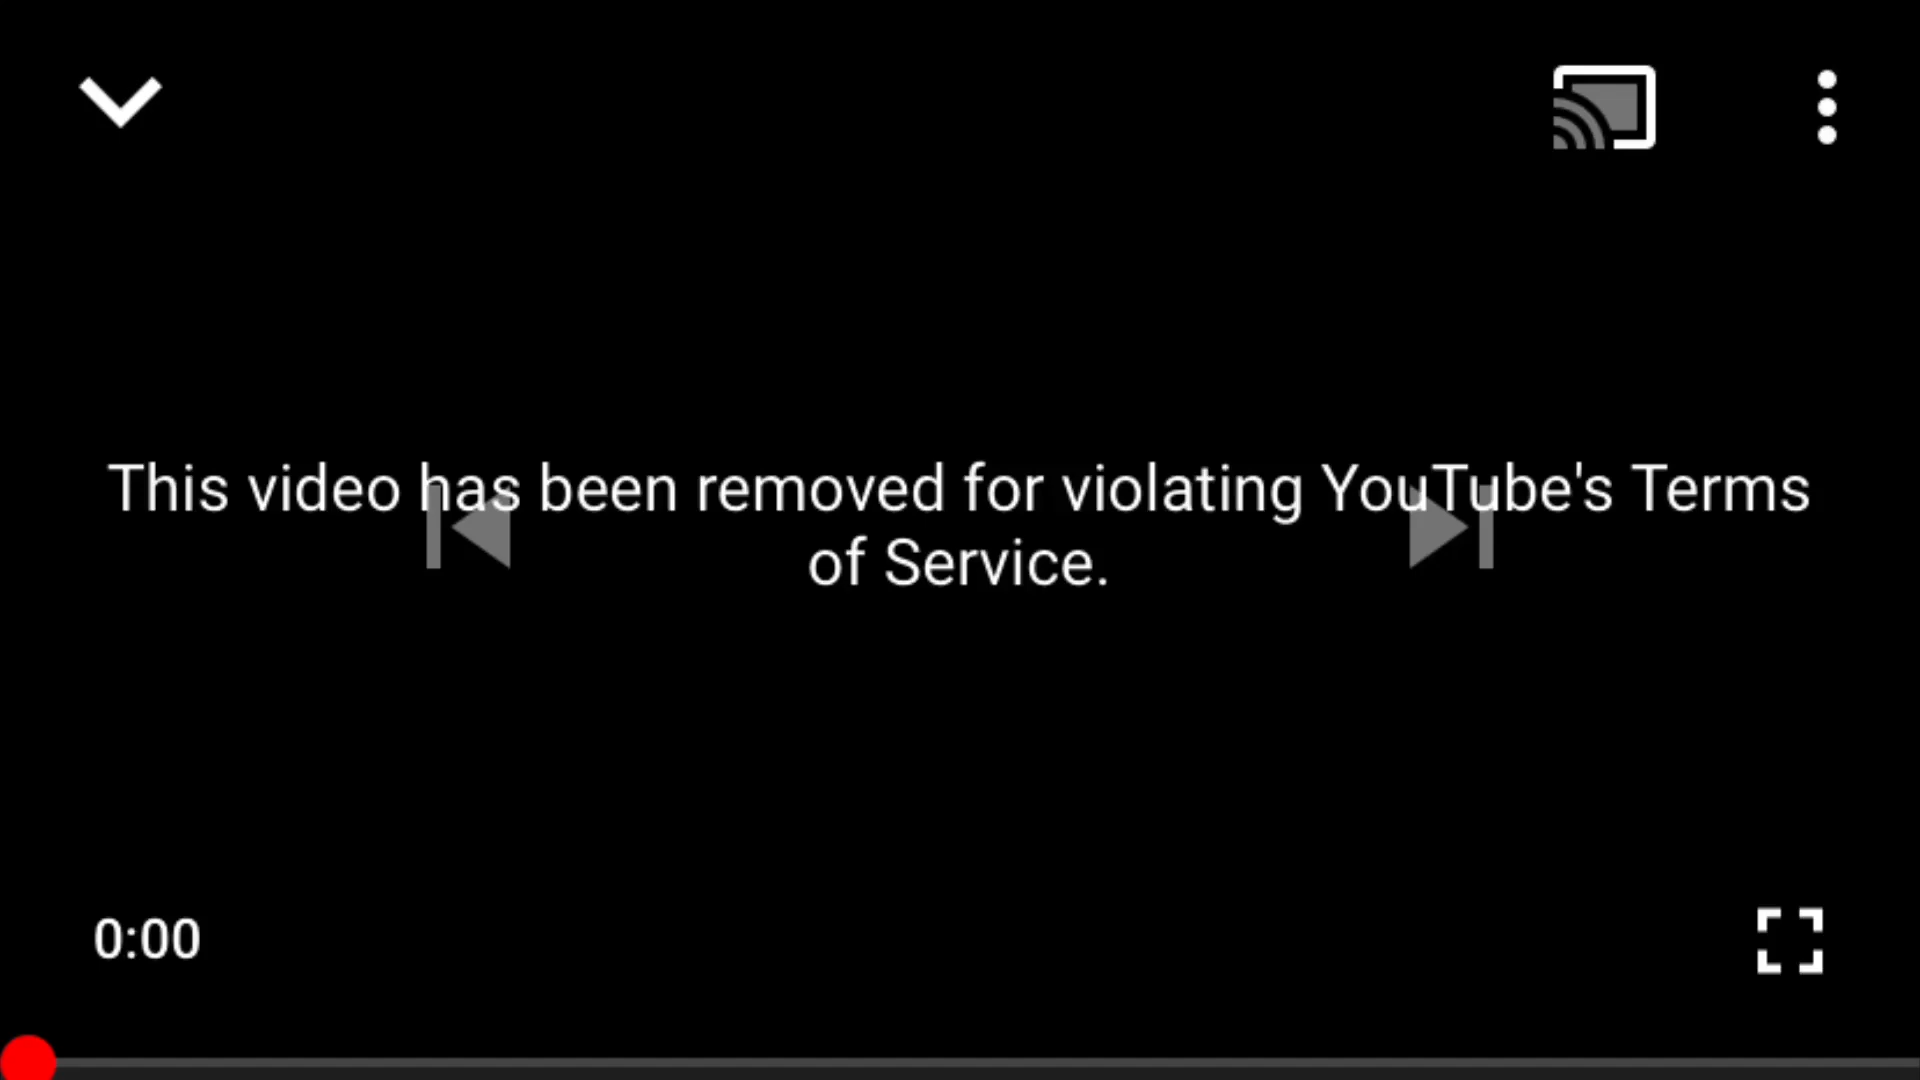 This video has been removed for violating YouTube's Terms
of Service.
0:00